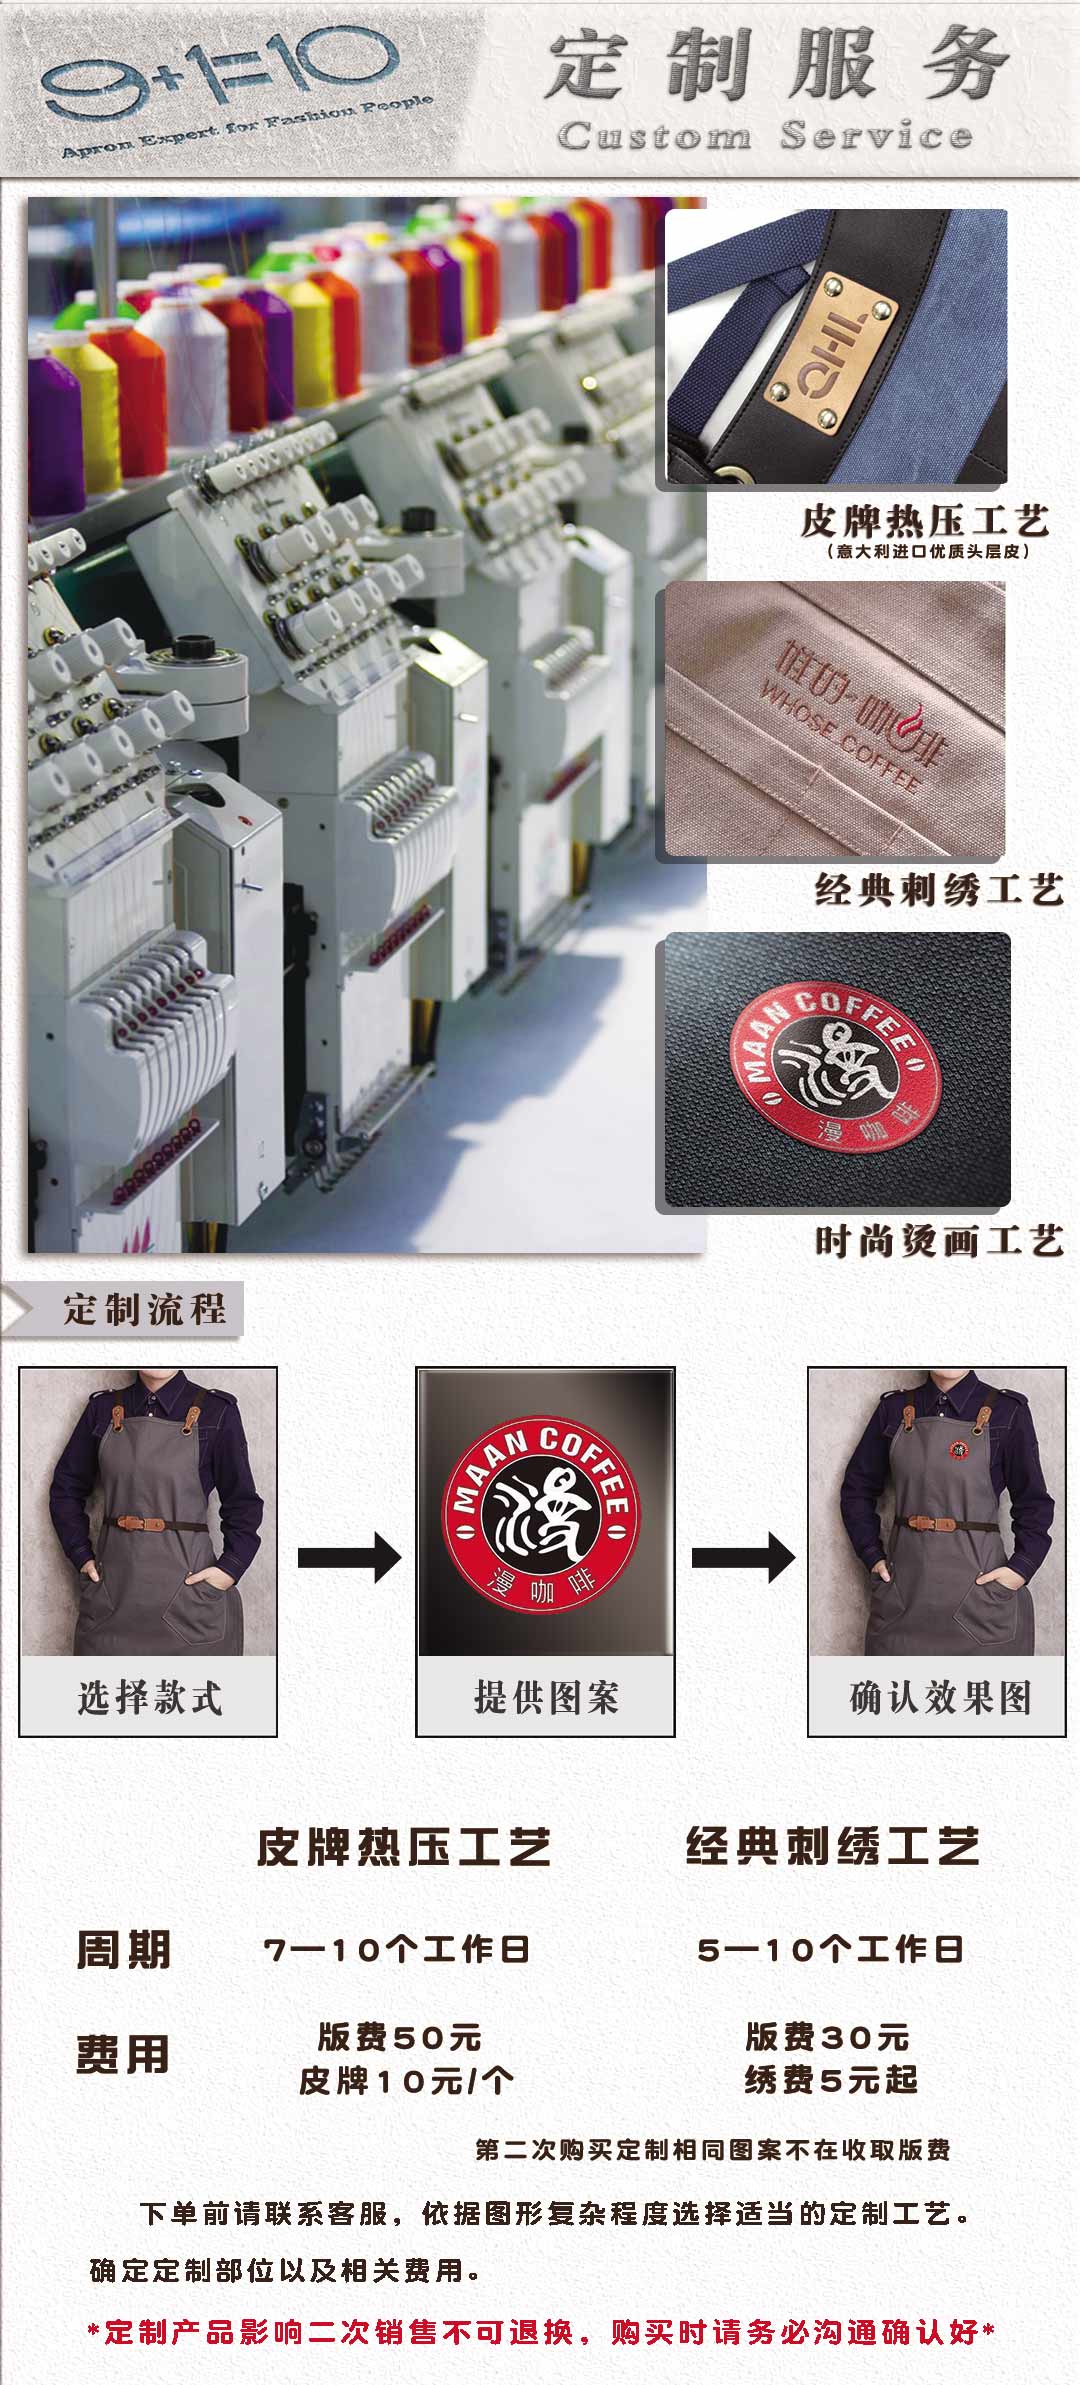 9+1=10
Apron Expert for Fashion People
定制服务
Custom Service
皮牌热压工艺
（意大利进口优质头层皮）
WHOSE COFFEE
经典刺绣工艺
MAAN COFFEE
漫咖啡
时尚烫画工艺
定制流程
MAAN COFFEE
漫咖啡
选择款式
提供图案
确认效果图
皮牌热压工艺 经典刺绣工艺
周期 7—10个工作日 5—10个工作日
费用 版费50元 版费30元
皮牌10元/个 绣费5元起
第二次购买定制相同图案不在收取版费
下单前请联系客服，依据图形复杂程度选择适当的定制工艺。
确定定制部位以及相关费用。
*定制产品影响二次销售不可退换，购买时请务必沟通确认好*